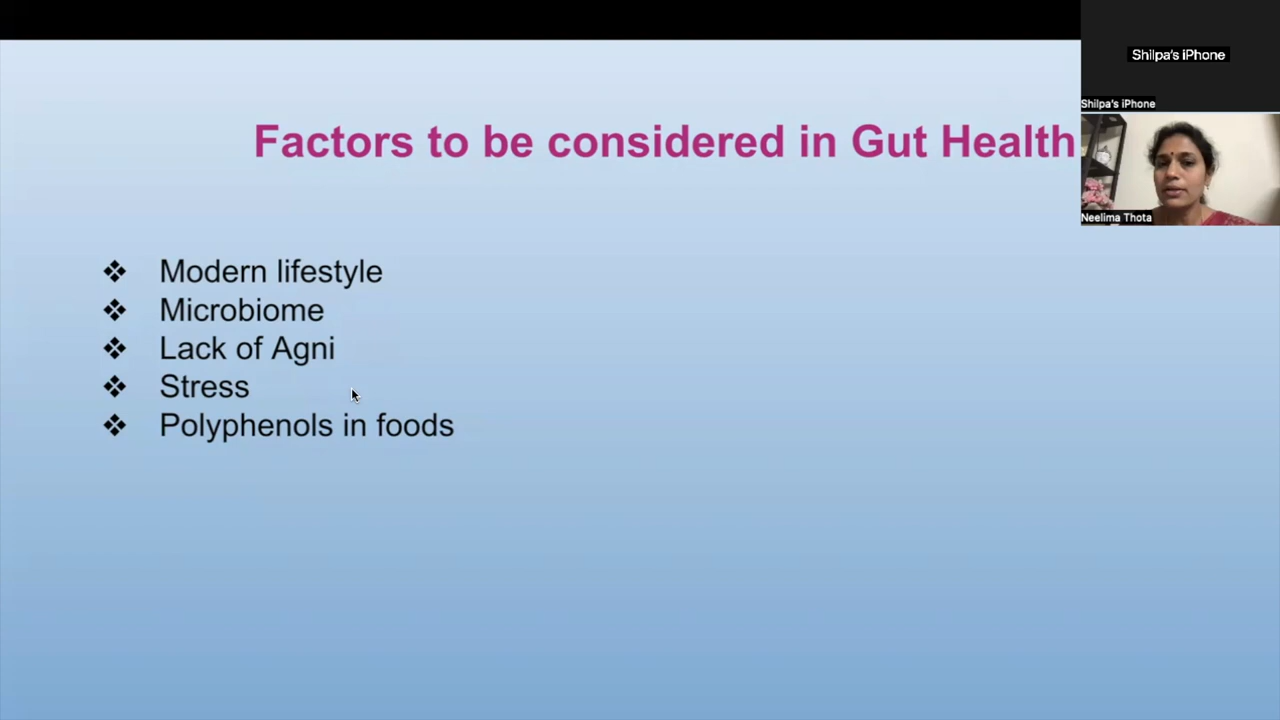 Shilpa's iPhone
Shilpa's iPhone
Factors to be considered in Gut Health
Neelima Thota
❖ Modern lifestyle
❖ Microbiome
❖ Lack of Agni
❖ Stress
❖ Polyphenols in foods